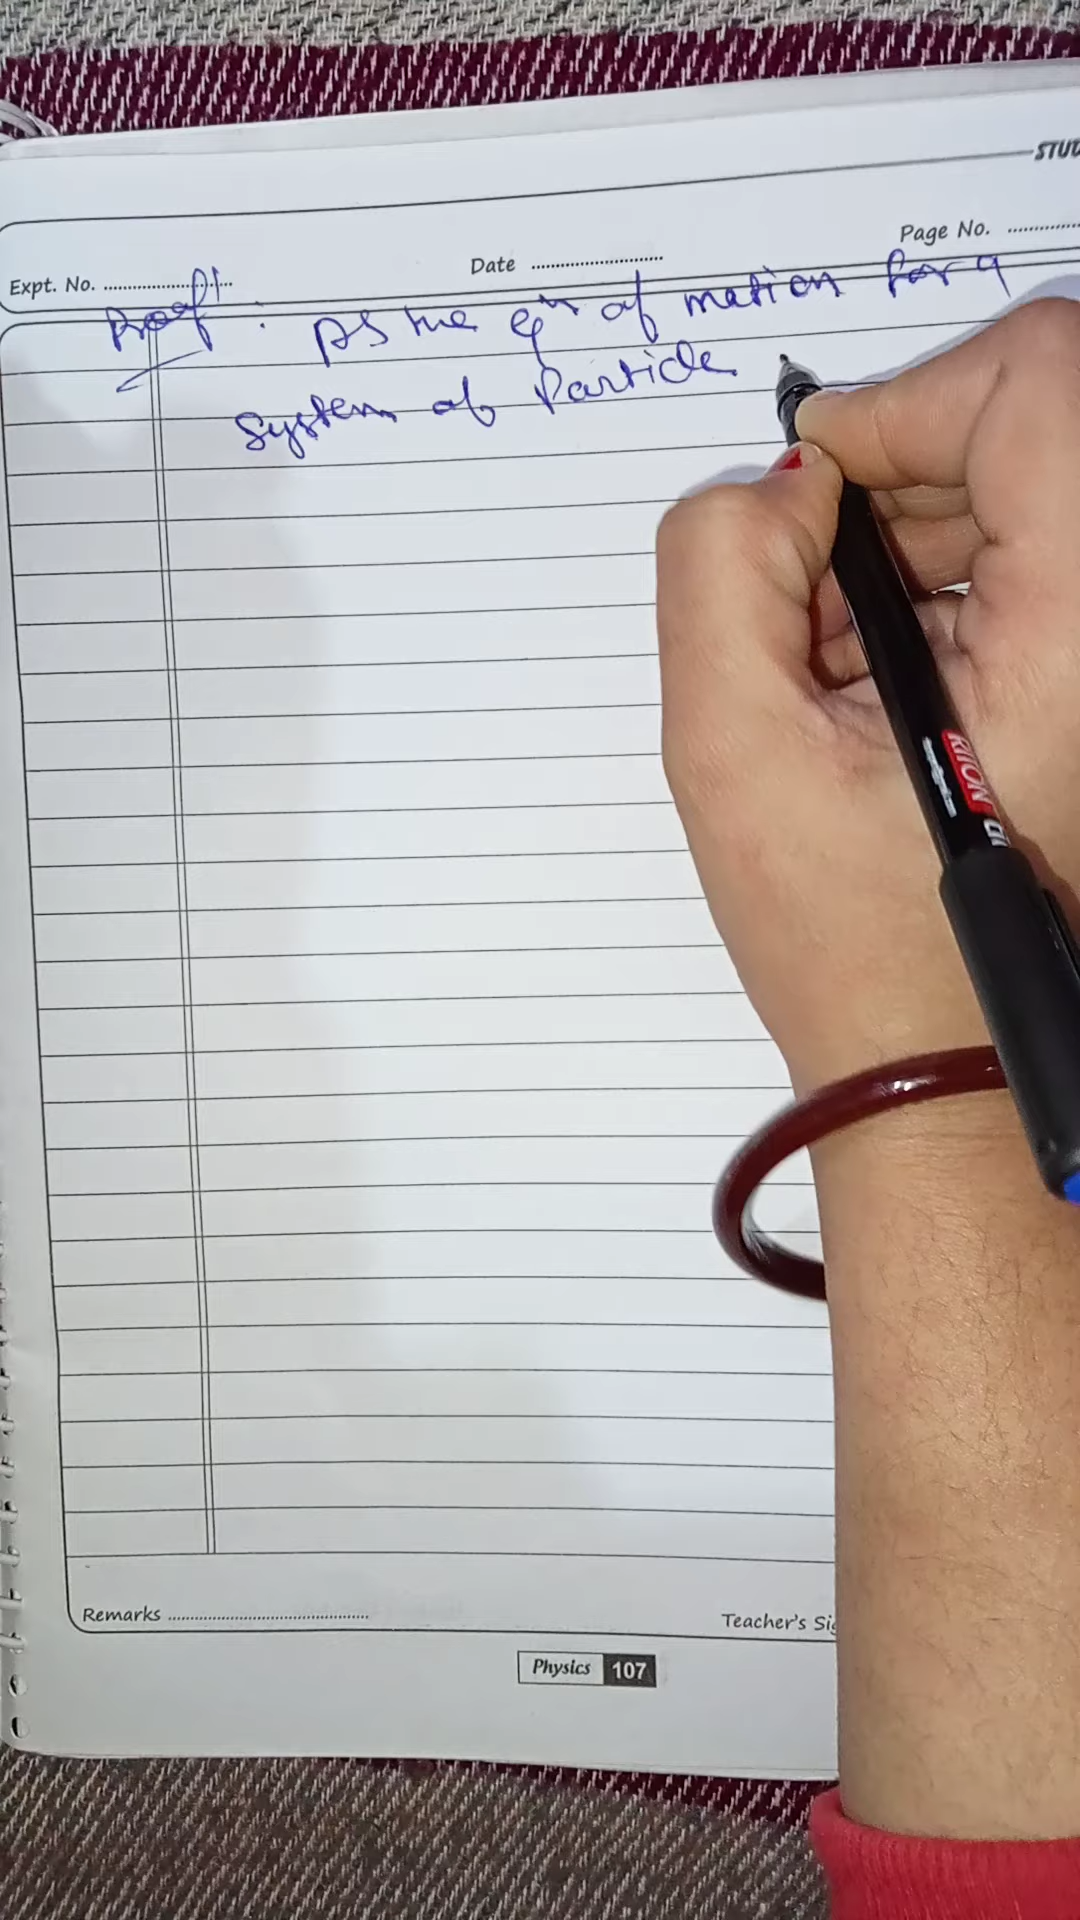 STUD
Page No. ..............
Expt. No. ..............................
Date ..............................
Proof : As the eqn of motion for a
System of Particle
RITON
Remarks ..............................
Teacher's Sig
Physics 107